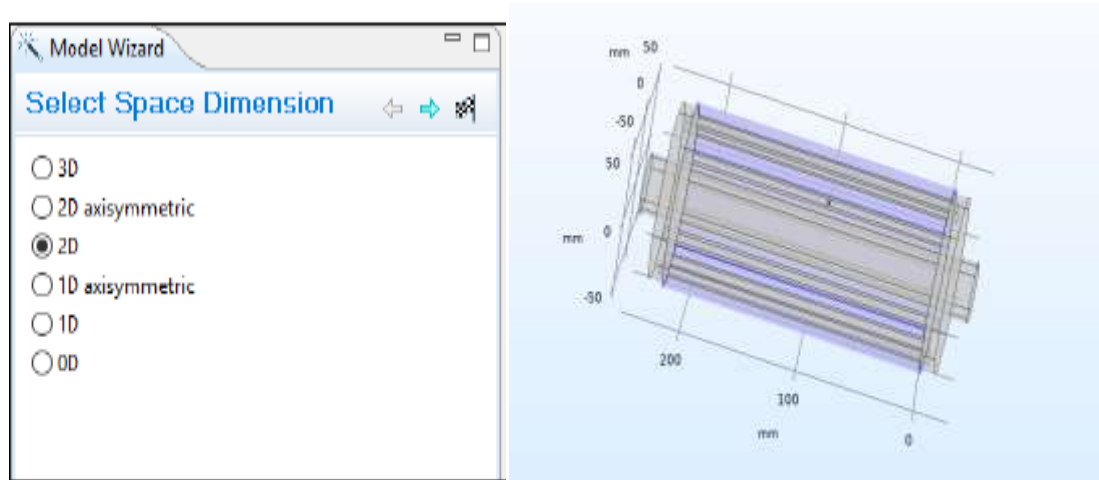 Model Wizard
Select Space Dimension
3D
2D axisymmetric
2D
1D axisymmetric
1D
0D
mm 50
0
-50
50
mm 0
-50
200
100
mm
0